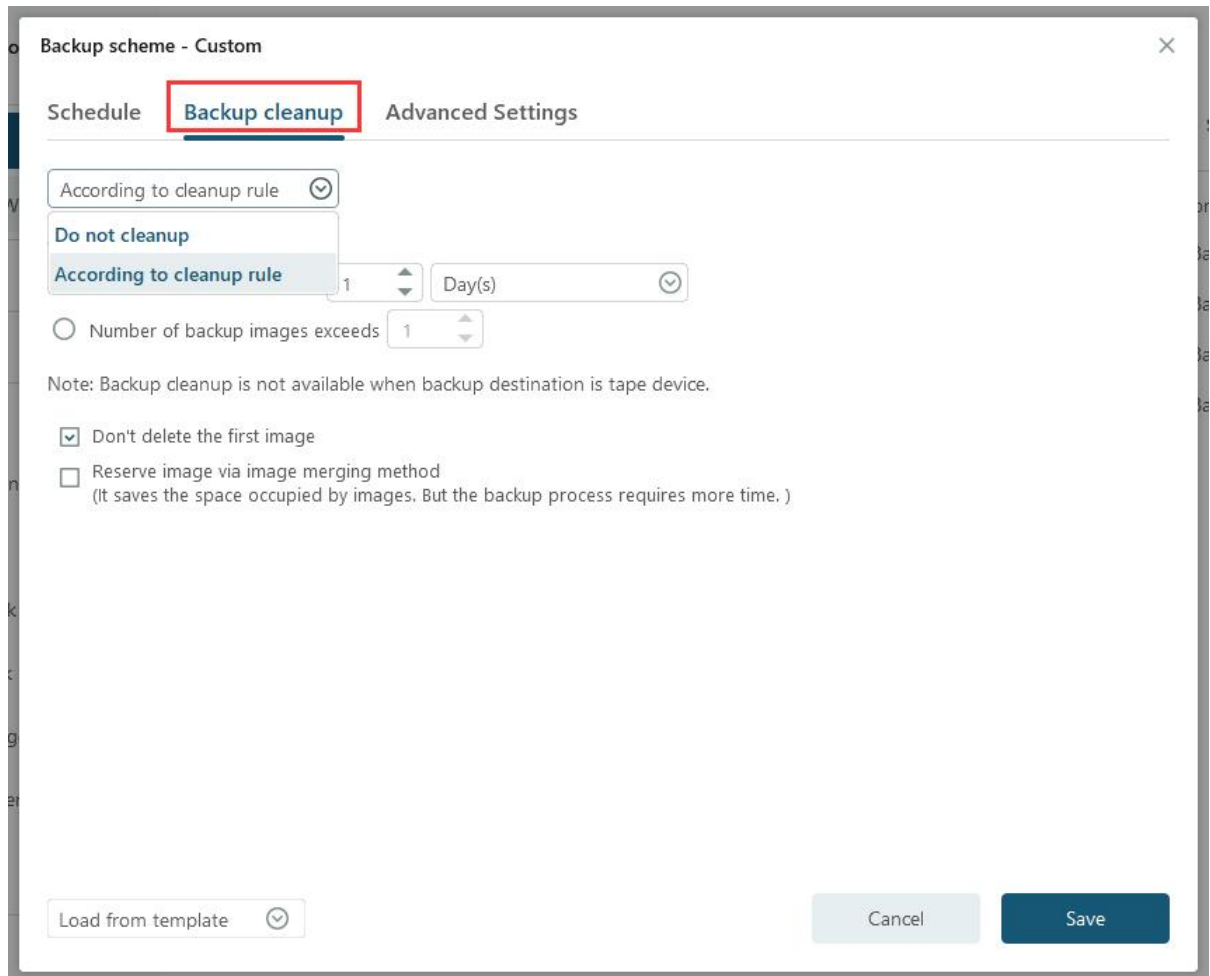 Backup scheme - Custom
Schedule Backup cleanup Advanced Settings
According to cleanup rule
Do not cleanup
According to cleanup rule
1 Day(s)
Number of backup images exceeds 1
Note: Backup cleanup is not available when backup destination is tape device.
Don't delete the first image
Reserve image via image merging method
(It saves the space occupied by images. But the backup process requires more time. )
Load from template Cancel Save